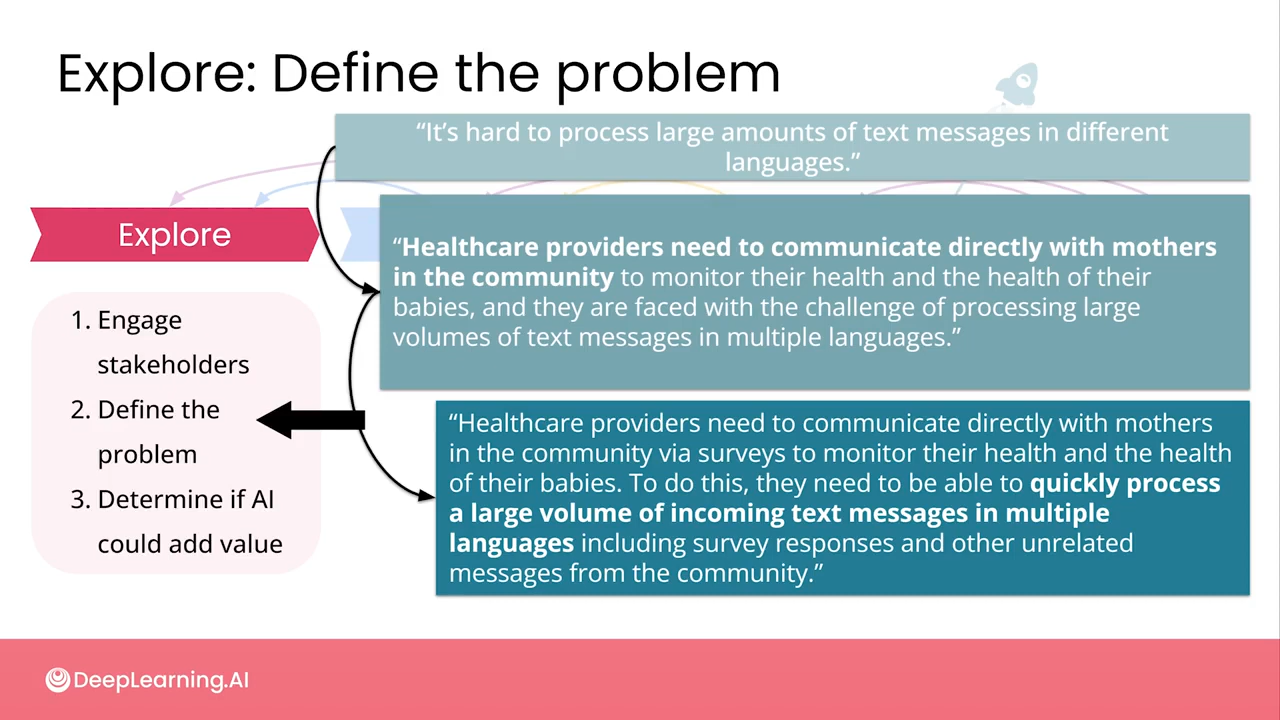 Explore: Define the problem
“It’s hard to process large amounts of text messages in different
languages.”
Explore
“Healthcare providers need to communicate directly with mothers
in the community to monitor their health and the health of their
babies, and they are faced with the challenge of processing large
volumes of text messages in multiple languages.”
1. Engage
stakeholders
2. Define the
problem
3. Determine if AI
could add value
“Healthcare providers need to communicate directly with mothers
in the community via surveys to monitor their health and the health
of their babies. To do this, they need to be able to quickly process
a large volume of incoming text messages in multiple
languages including survey responses and other unrelated
messages from the community.”
DeepLearning.AI